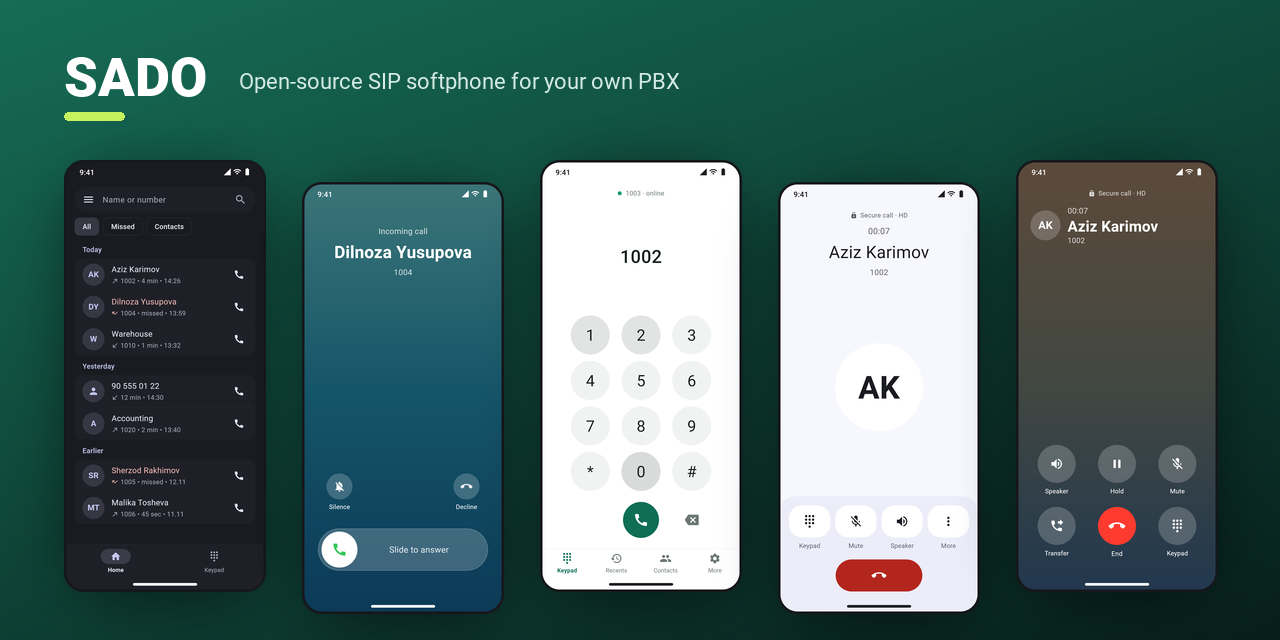 SADO
Open-source SIP softphone for your own PBX
9:41
Name or number
All Missed Contacts
Today
AK
Aziz Karimov
↗ 1002 • 4 min • 14:26
DY
Dilnoza Yusupova
1004 • missed • 13:59
W
Warehouse
↙ 1010 • 1 min • 13:32
Yesterday
90 555 01 22
↙ 12 min • 14:30
A
Accounting
↗ 1020 • 2 min • 13:40
Earlier
SR
Sherzod Rakhimov
1005 • missed • 12.11
MT
Malika Tosheva
↗ 1006 • 45 sec • 11.11
Home Keypad
9:41
Incoming call
Dilnoza Yusupova
1004
Silence Decline
Slide to answer
9:41
1003 · online
1002
1 2 3
4 5 6
7 8 9
* 0 #
Keypad Recents Contacts More
9:41
Secure call · HD
00:07
Aziz Karimov
1002
AK
Keypad Mute Speaker More
9:41
Secure call · HD
AK
00:07
Aziz Karimov
1002
Speaker Hold Mute
Transfer End Keypad